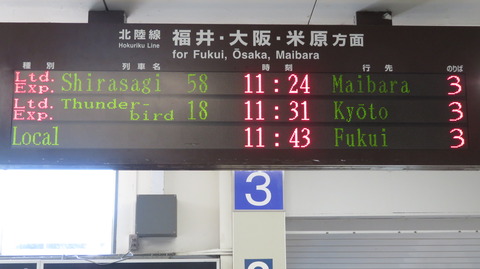 北陸線 福井・大阪・米原方面
Hokuriku Line for Fukui, Ōsaka, Maibara
種別 列車名 時刻 行先 のりば
Ltd. Exp. Shirasagi 58 11:24 Maibara 3
Ltd. Exp. Thunder-bird 18 11:31 Kyōto 3
Local 11:43 Fukui 3
3